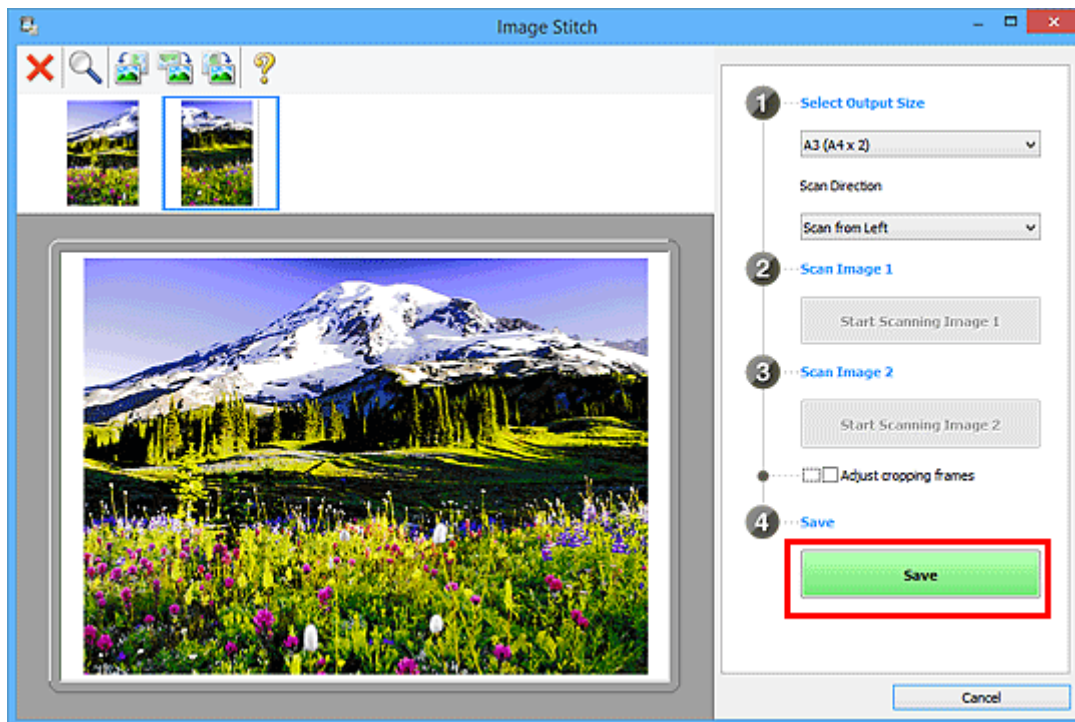 Image Stitch
1
Select Output Size
A3 (A4 x 2)
Scan Direction
Scan from Left
2
Scan Image 1
Start Scanning Image 1
3
Scan Image 2
Start Scanning Image 2
Adjust cropping frames
4
Save
Save
Cancel